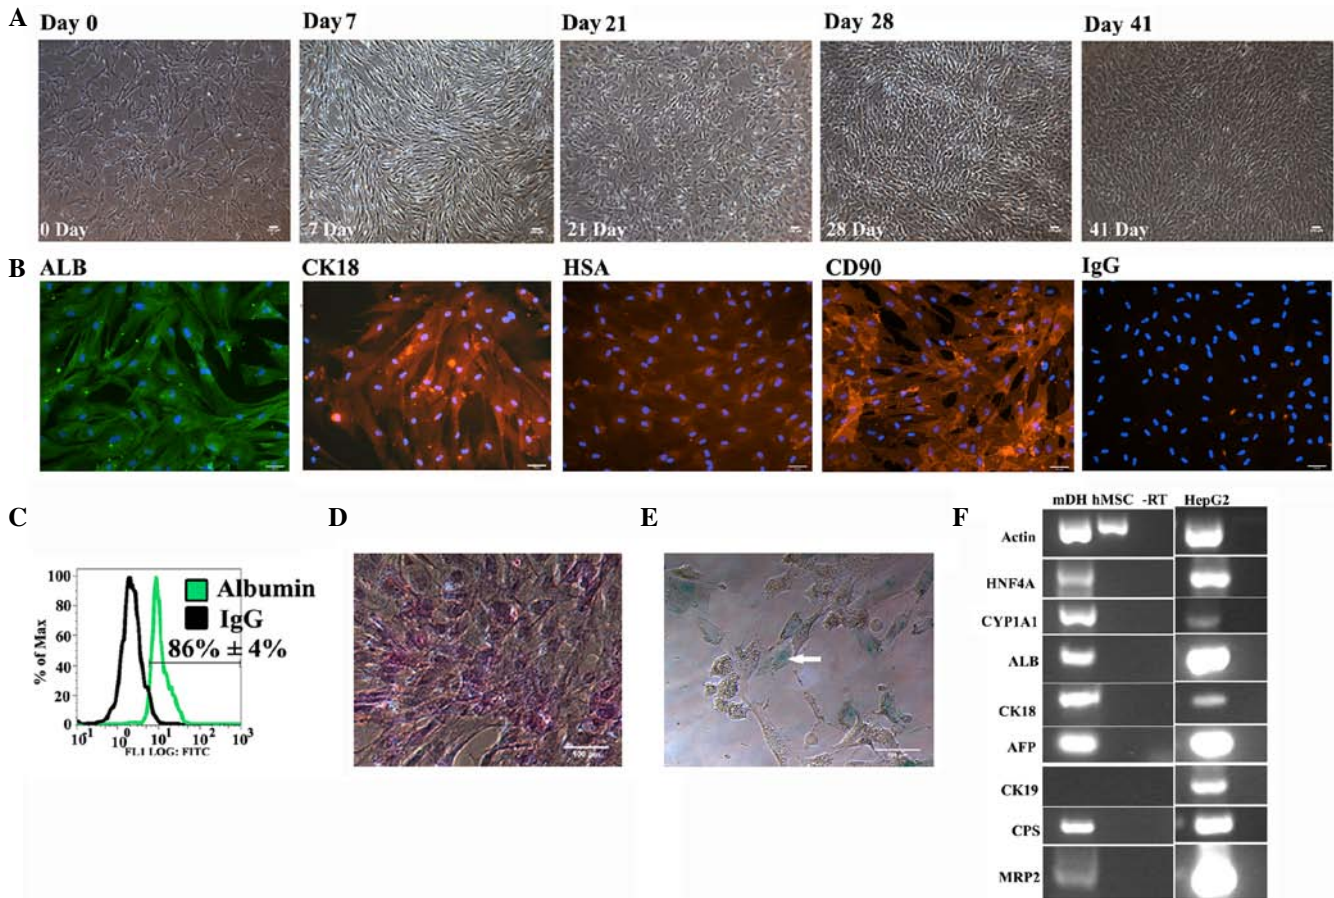 A
Day 0
Day 7
Day 21
Day 28
Day 41
0 Day
7 Day
21 Day
28 Day
41 Day
B
ALB
CK18
HSA
CD90
IgG
C
% of Max
100
80
60
40
20
0
Albumin
IgG
86% ± 4%
10-1
100
101
102
103
FL1 LOG: FITC
D
E
F
mDH hMSC -RT HepG2
Actin
HNF4A
CYP1A1
ALB
CK18
AFP
CK19
CPS
MRP2